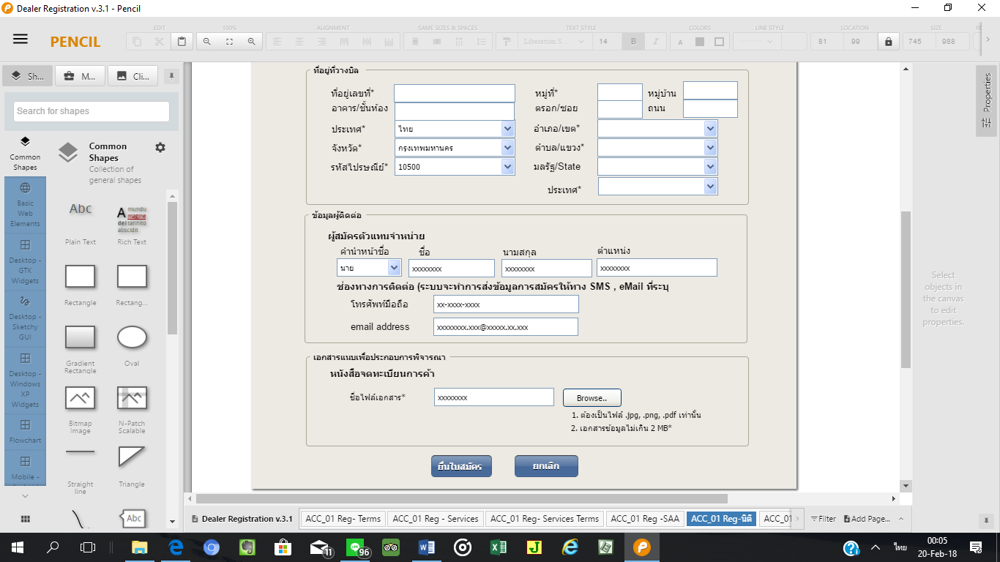 Dealer Registration v.3.1 - Pencil
EDIT 100% ALIGNMENT SAME SIZES & SPACES TEXT STYLE COLORS LINE STYLE LOCATION SIZE
PENCIL
Liberation S... 14 B I A 81 99 745 988
Sh... M... Cli...
Search for shapes
Common Shapes
Common Shapes
Collection of general shapes
Basic Web Elements
Desktop - GTK Widgets
Desktop - Sketchy GUI
Desktop - Windows XP Widgets
Flowchart
Mobile -
Abc
A mundu
magine
del tannito
abscidit
Plain Text Rich Text
Rectangle Rectang...
Gradient Rectangle Oval
Bitmap Image N-Patch Scalable
Straight line Triangle
Abc
ที่อยู่ที่วางบิล
ที่อยู่เลขที่* หมู่ที่* หมู่บ้าน
อาคาร/ชั้นห้อง ตรอก/ซอย ถนน
ประเทศ* ไทย อำเภอ/เขต*
จังหวัด* กรุงเทพมหานคร ตำบล/แขวง*
รหัสไปรษณีย์* 10500 มลรัฐ/State
ประเทศ*
ข้อมูลผู้ติดต่อ
ผู้สมัครตัวแทนจำหน่าย
คำนำหน้าชื่อ ชื่อ นามสกุล ตำแหน่ง
นาย xxxxxxxx xxxxxxxx xxxxxxxx
ช่องทางการติดต่อ (ระบบจะทำการส่งข้อมูลการสมัครให้ทาง SMS , eMail ที่ระบุ
โทรศัพท์มือถือ xx-xxxx-xxxx
email address xxxxxxxx.xxx@xxxxx.xx.xxx
เอกสารแนบเพื่อประกอบการพิจารณา
หนังสือจดทะเบียนการค้า
ชื่อไฟล์เอกสาร* xxxxxxxx Browse..
1. ต้องเป็นไฟล์ .jpg, .png, .pdf เท่านั้น
2. เอกสารข้อมูลไม่เกิน 2 MB*
ยื่นใบสมัคร ยกเลิก
Properties
Select objects in the canvas to edit properties.
Dealer Registration v.3.1 ACC_01 Reg- Terms ACC_01 Reg - Services ACC_01 Reg- Services Terms ACC_01 Reg -SAA ACC_01 Reg-นิติ ACC_01 Filter Add Page...
11 96 ไทย 00:05
20-Feb-18